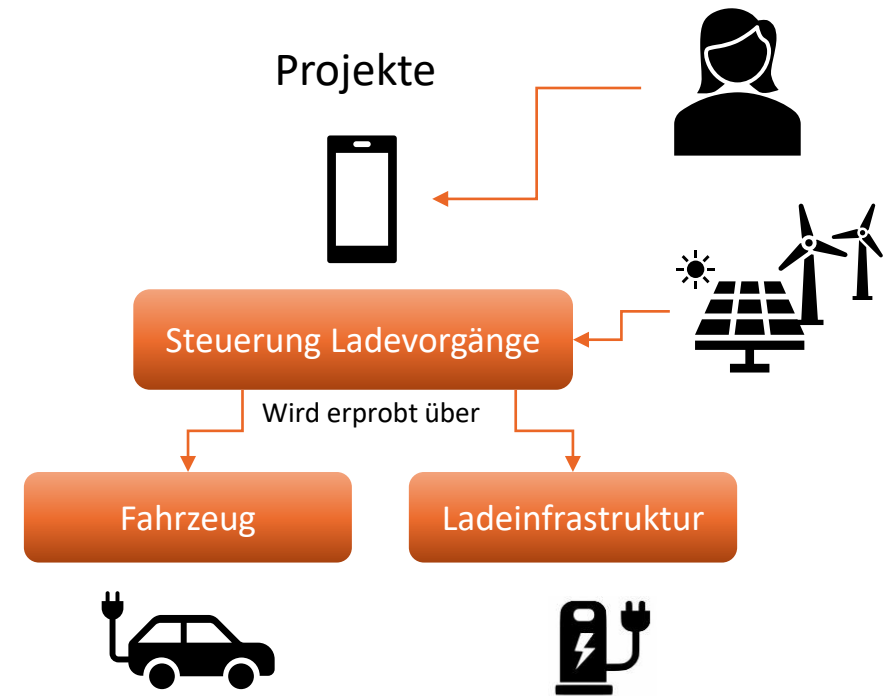 Projekte
Steuerung Ladevorgänge
Wird erprobt über
Fahrzeug
Ladeinfrastruktur